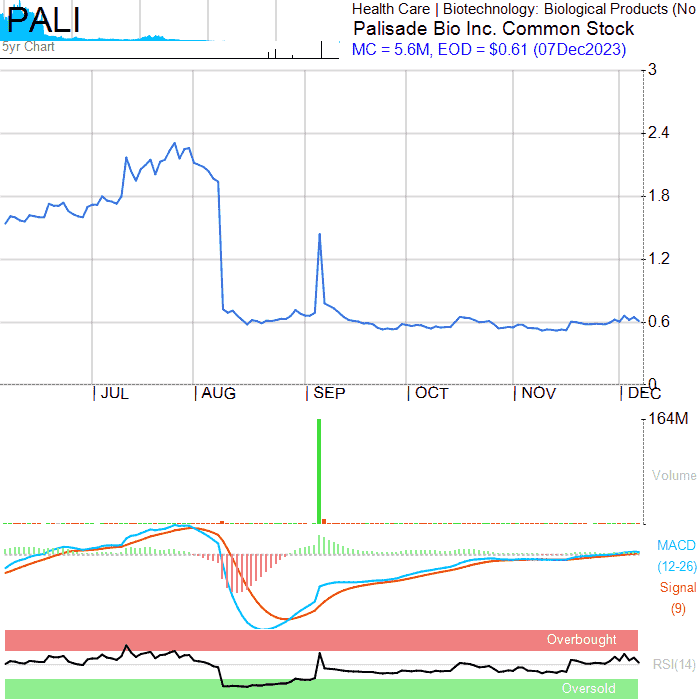 PALI
Health Care | Biotechnology: Biological Products (No
Palisade Bio Inc. Common Stock
5yr Chart
MC = 5.6M, EOD = $0.61 (07Dec2023)
3
2.4
1.8
1.2
0.6
0
JUL
AUG
SEP
OCT
NOV
DEC
164M
Volume
MACD
(12-26)
Signal
(9)
Overbought
RSI(14)
Oversold